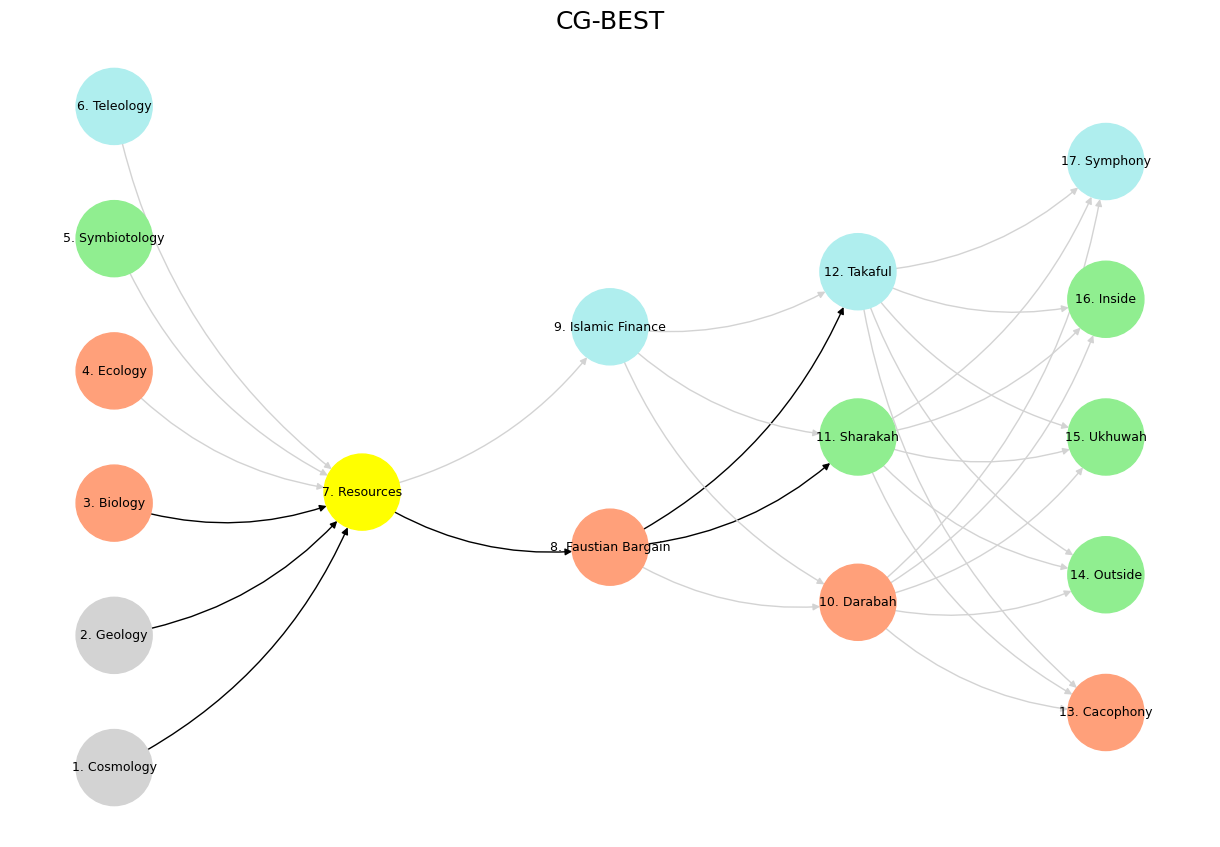 CG-BEST
6. Teleology
5. Symbiotology
4. Ecology
3. Biology
2. Geology
1. Cosmology
7. Resources
9. Islamic Finance
8. Faustian Bargain
12. Takaful
11. Sharakah
10. Darabah
17. Symphony
16. Inside
15. Ukhuwah
14. Outside
13. Cacophony